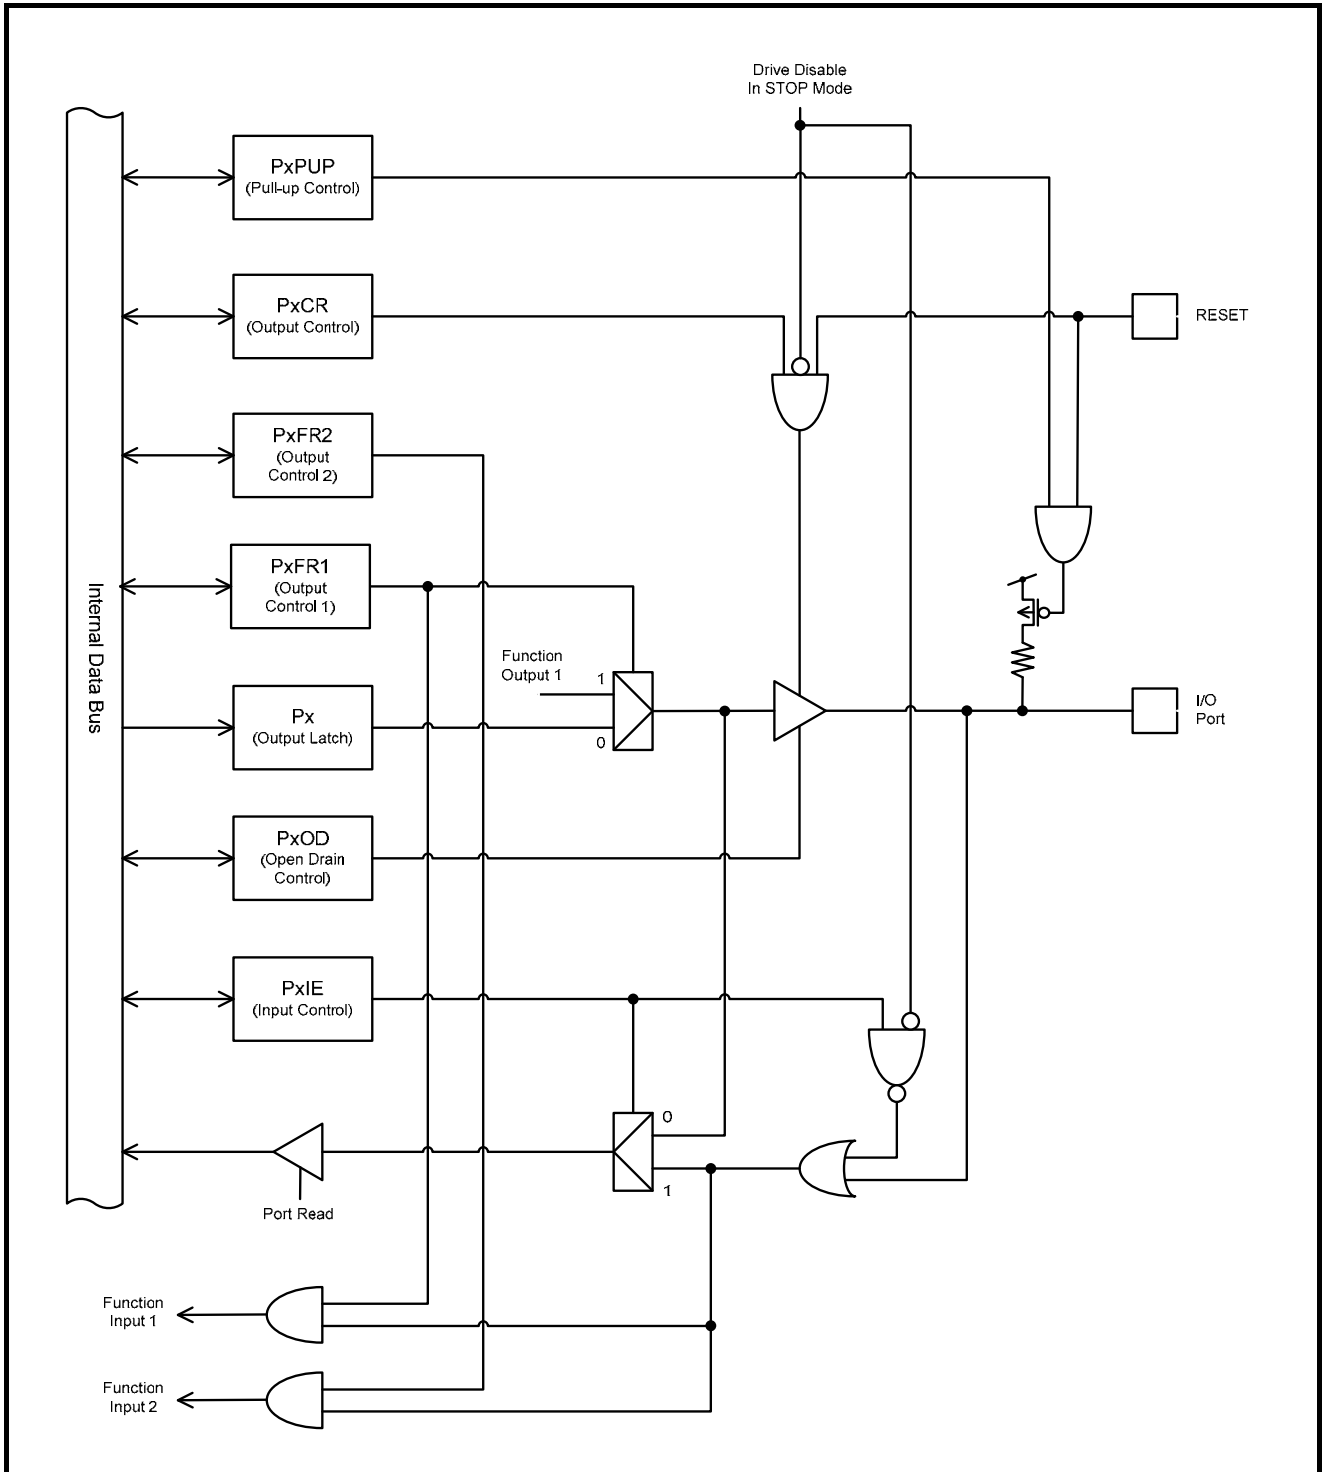 Drive Disable
In STOP Mode
PxPUP
(Pull-up Control)
PxCR
(Output Control)
RESET
PxFR2
(Output
Control 2)
PxFR1
(Output
Control 1)
Internal Data Bus
Function
Output 1
1
0
Px
(Output Latch)
I/O
Port
PxOD
(Open Drain
Control)
PxIE
(Input Control)
0
1
Port Read
Function
Input 1
Function
Input 2